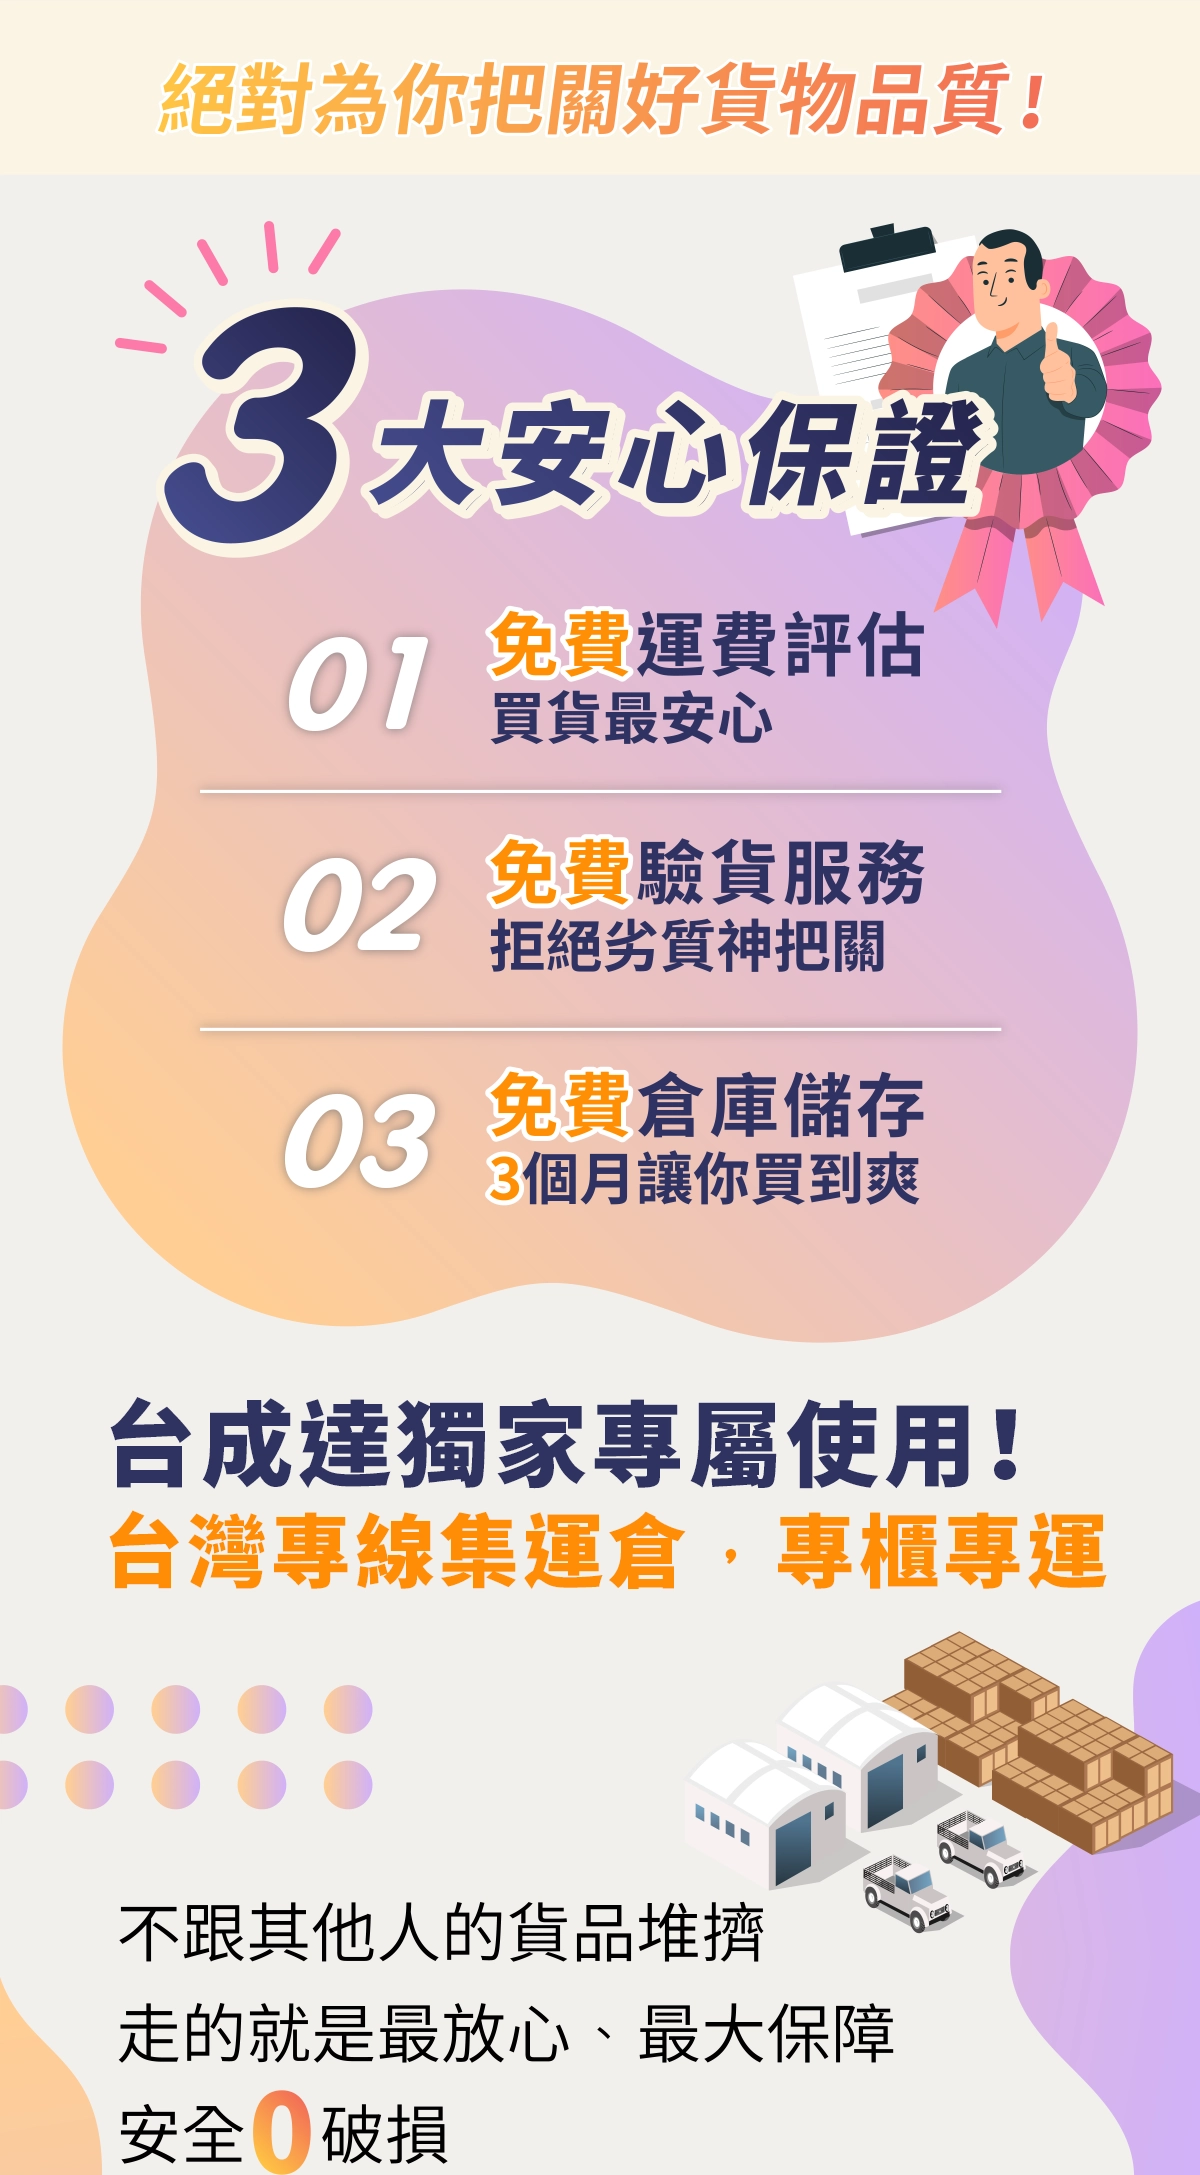 絕對為你把關好貨物品質！
3大安心保證
01
免費運費評估
買貨最安心
02
免費驗貨服務
拒絕劣質神把關
03
免費倉庫儲存
3個月讓你買到爽
台成達獨家專屬使用！
台灣專線集運倉，專櫃專運
不跟其他人的貨品堆擠
走的就是最放心、最大保障
安全0破損